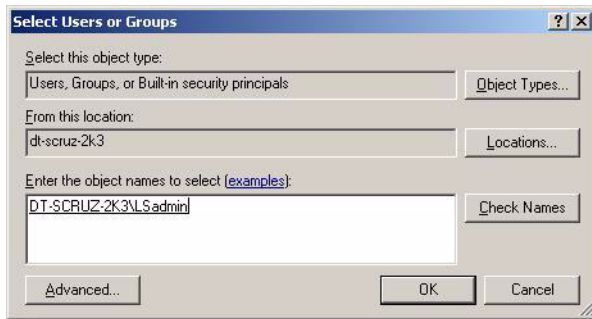 Select Users or Groups
Select this object type:
Users, Groups, or Built-in security principals
Object Types...
From this location:
dt-scruz-2k3
Locations...
Enter the object names to select (examples):
DT-SCRUZ-2K3\LSadmin
Check Names
Advanced...
OK
Cancel